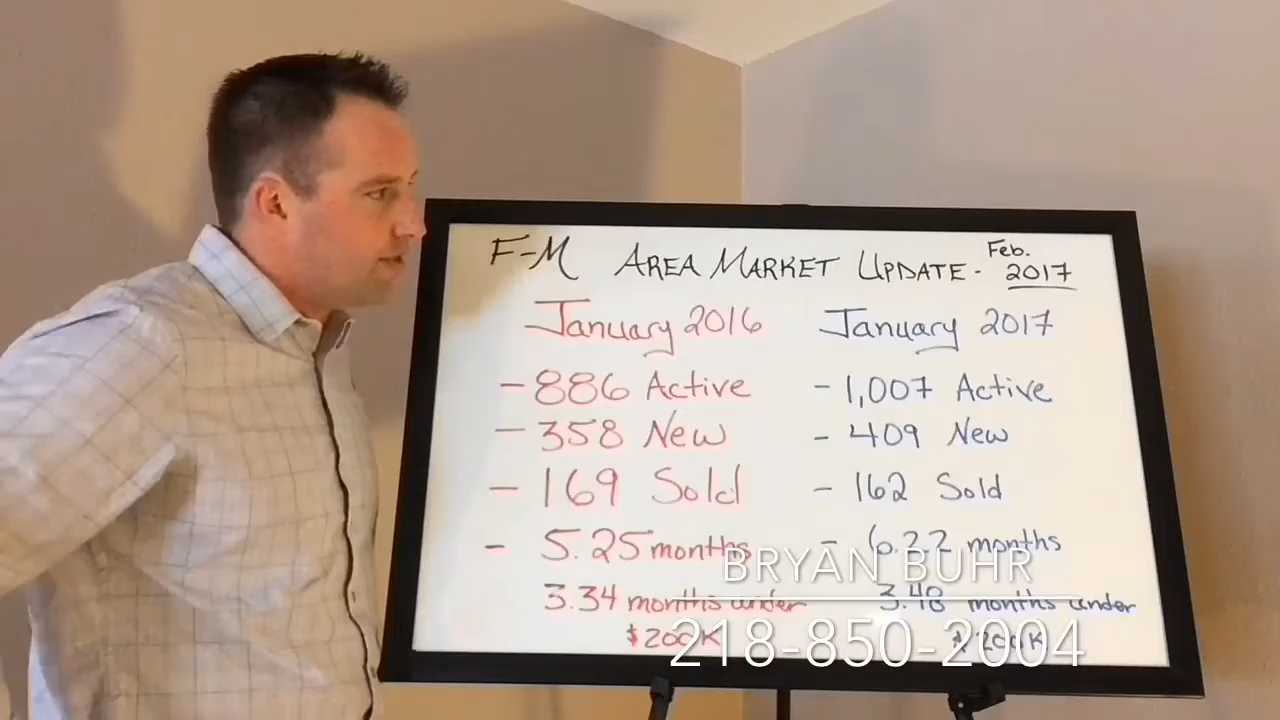 F-M AREA MARKET UPDATE - Feb. 2017
January 2016
- 886 Active
- 358 New
- 169 Sold
- 5.25 months
3.34 months under
$200K
January 2017
- 1,007 Active
- 409 New
- 162 Sold
- 6.22 months
3.48 months under
$200K
BRYAN BUHR
218-850-2004